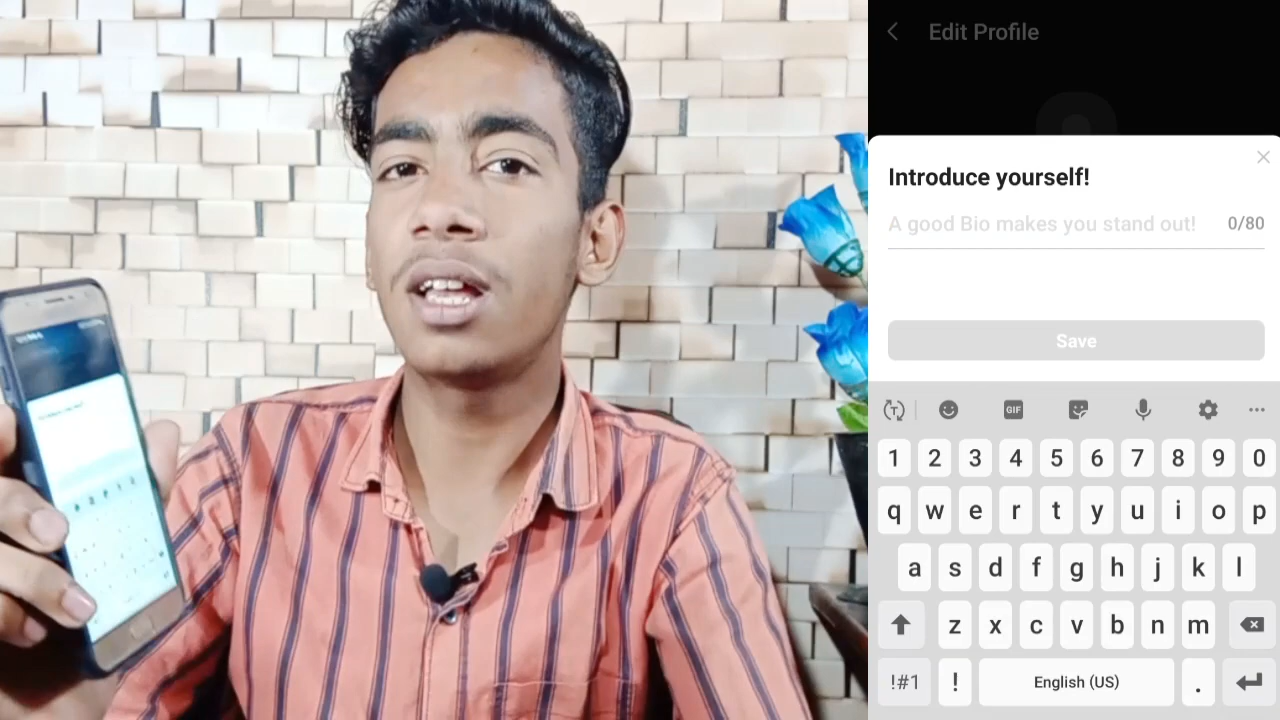 Edit Profile
Introduce yourself!
A good Bio makes you stand out! 0/80
Save
GIF
1 2 3 4 5 6 7 8 9 0
q w e r t y u i o p
a s d f g h j k l
z x c v b n m
!#1 ! English (US) .